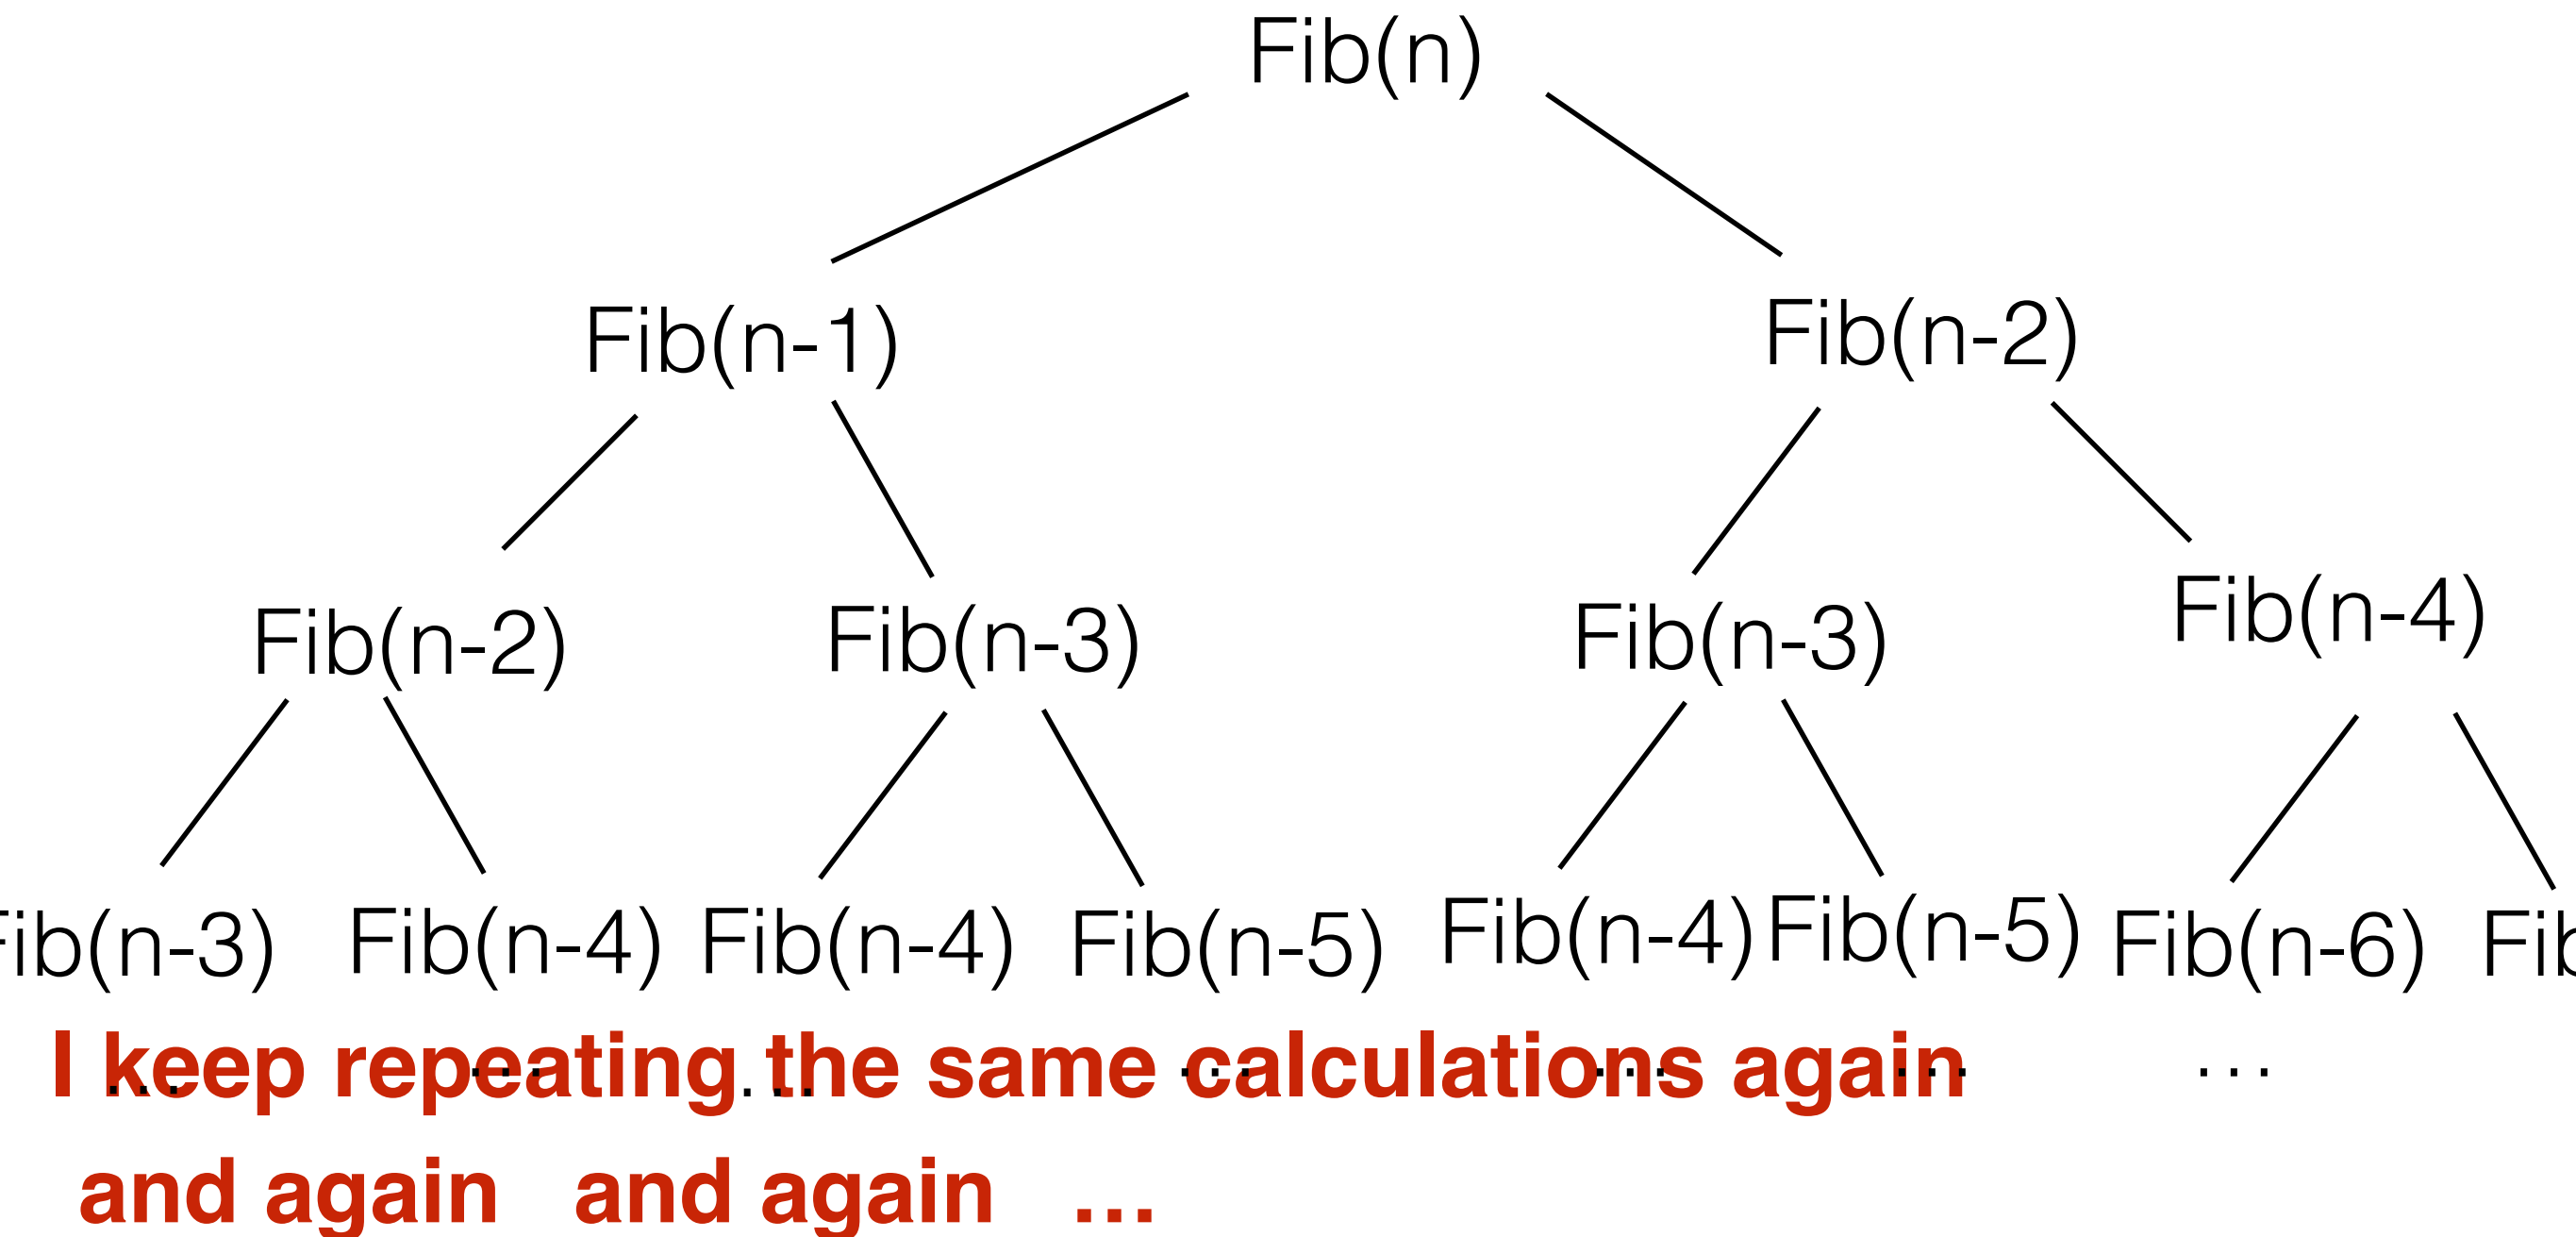 Fib(n)
Fib(n-1) Fib(n-2)
Fib(n-2) Fib(n-3) Fib(n-3) Fib(n-4)
ib(n-3) Fib(n-4) Fib(n-4) Fib(n-5) Fib(n-4) Fib(n-5) Fib(n-6) Fib
I keep repeating the same calculations again
... ... ... ... ... ... ...
and again and again ...